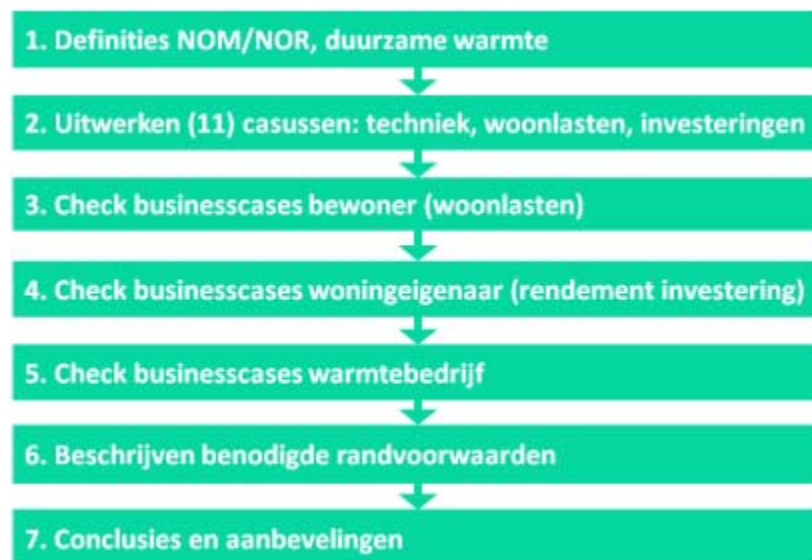 1. Definities NOM/NOR, duurzame warmte
2. Uitwerken (11) casussen: techniek, woonlasten, investeringen
3. Check businesscases bewoner (woonlasten)
4. Check businesscases woningeigenaar (rendement investering)
5. Check businesscases warmtebedrijf
6. Beschrijven benodigde randvoorwaarden
7. Conclusies en aanbevelingen